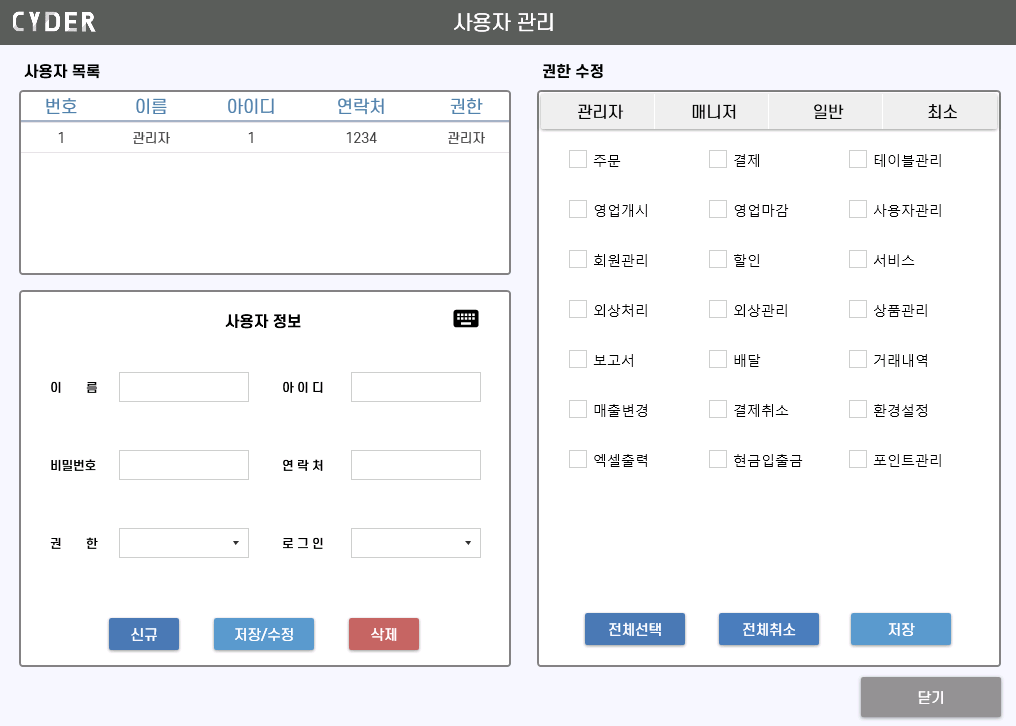 CYDER
사용자 관리
사용자 목록
번호 이름 아이디 연락처 권한
1 관리자 1 1234 관리자
사용자 정보
이 름 아 이 디
비밀번호 연 락 처
권 한 로 그 인
신규 저장/수정 삭제
권한 수정
관리자 매니저 일반 최소
주문 결제 테이블관리
영업개시 영업마감 사용자관리
회원관리 할인 서비스
외상처리 외상관리 상품관리
보고서 배달 거래내역
매출변경 결제취소 환경설정
엑셀출력 현금입출금 포인트관리
전체선택 전체취소 저장
닫기